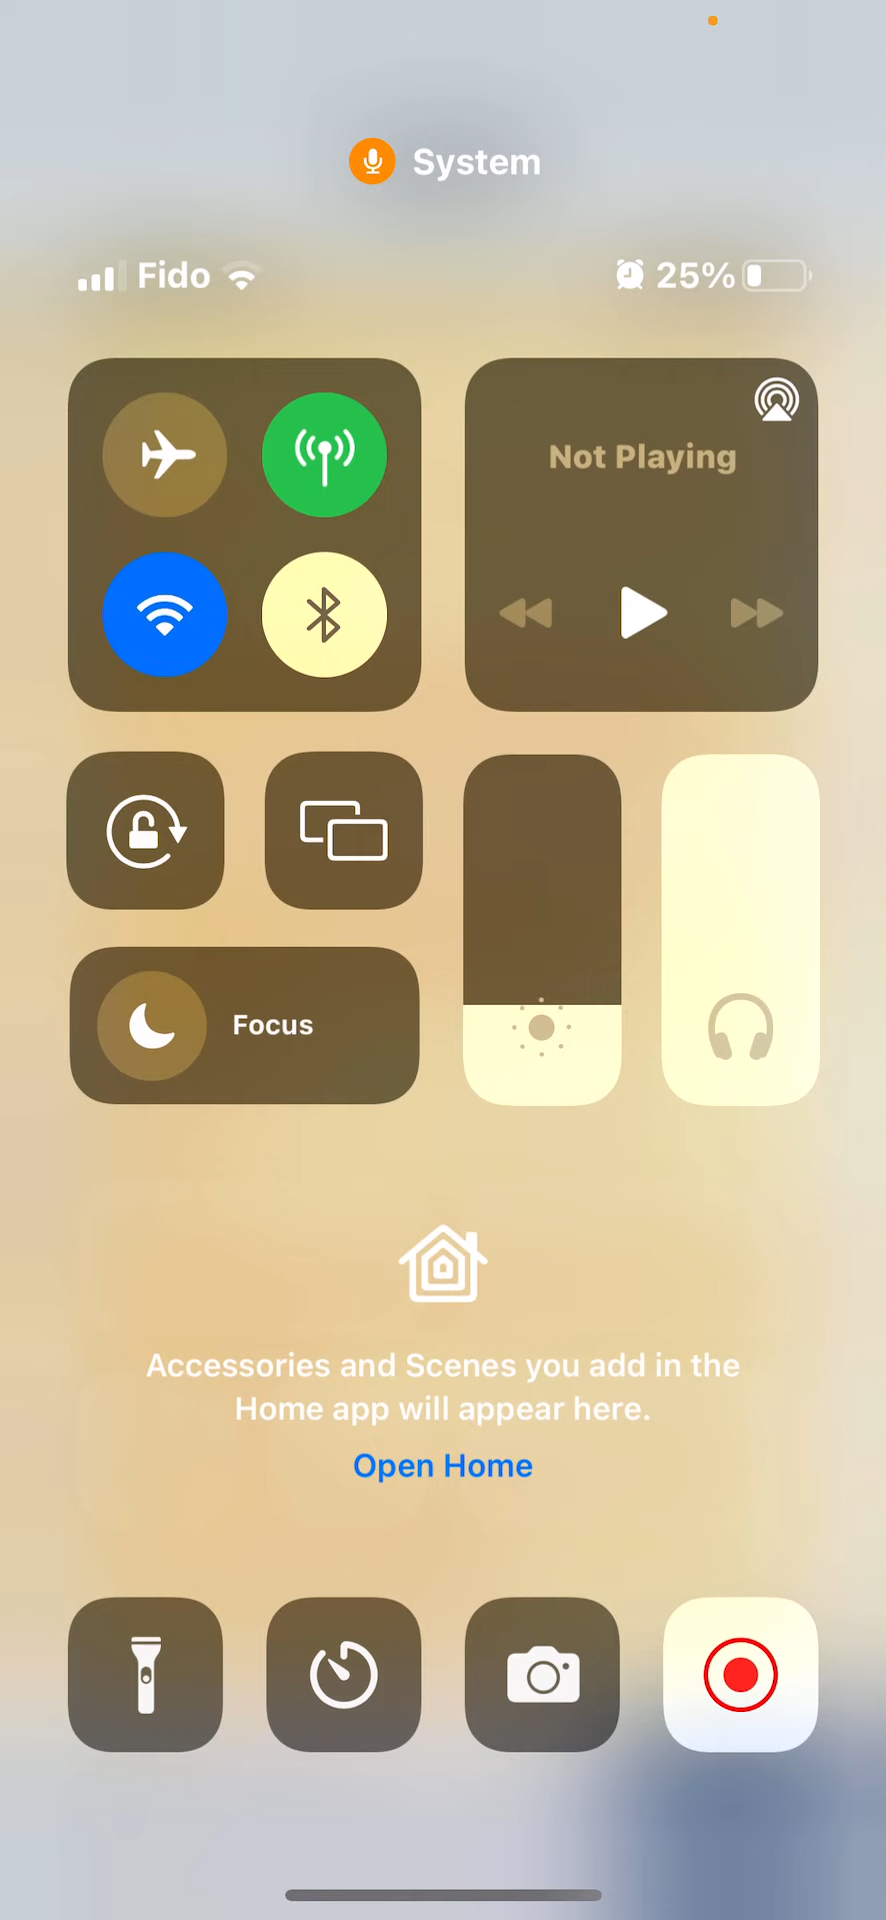 System
Fido
25%
Not Playing
Focus
Accessories and Scenes you add in the
Home app will appear here.
Open Home